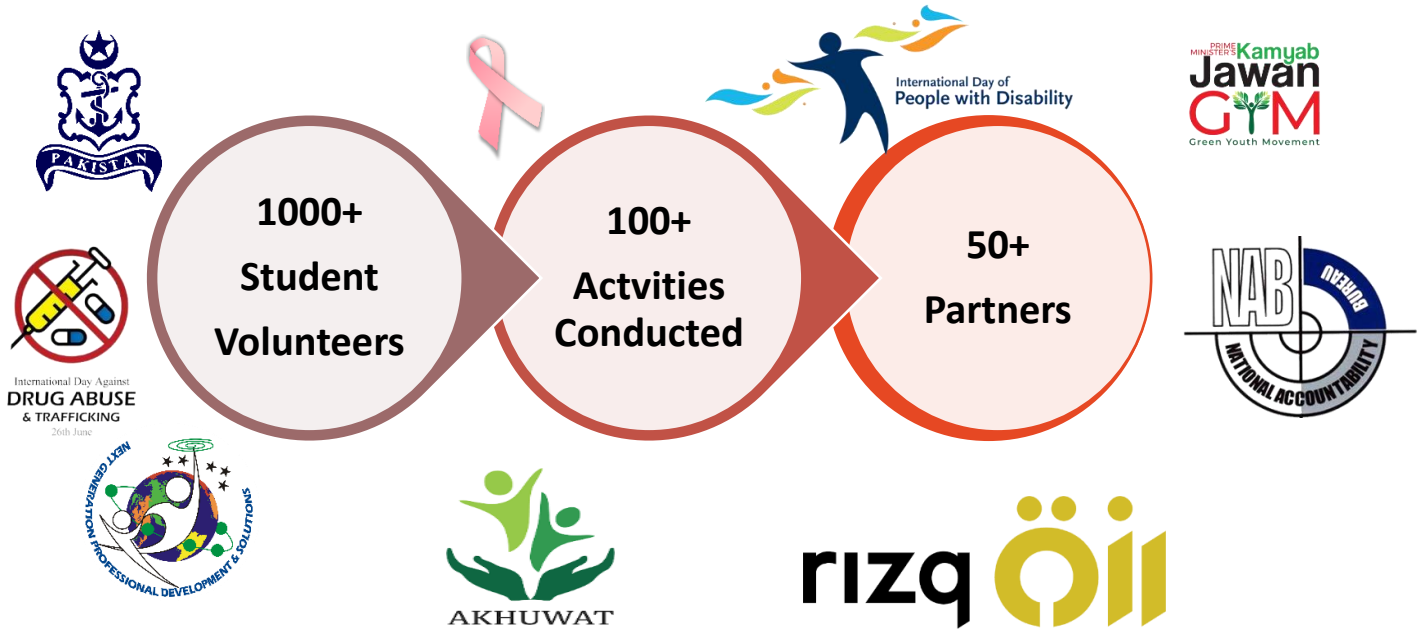 PAKISTAN
International Day of
People with Disability
PRIME
MINISTER'S Kamyab
Jawan
GYM
Green Youth Movement
1000+
Student
Volunteers
100+
Actvities
Conducted
50+
Partners
NAB
BUREAU
NATIONAL ACCOUNTABILITY
International Day Against
DRUG ABUSE
& TRAFFICKING
26th June
NEXT GENERATION PROFESSIONAL DEVELOPMENT & SOLUTIONS
AKHUWAT
rizq